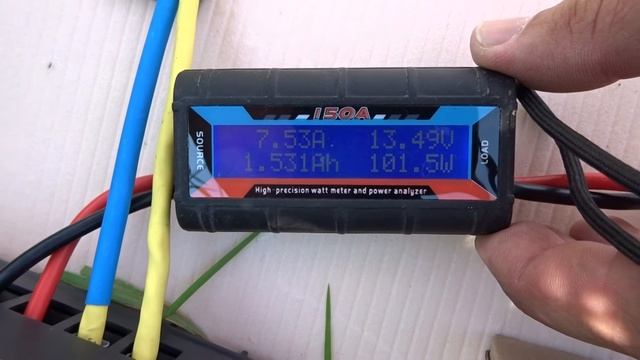 150A
SOURCE
7.53A 13.49V
1.531Ah 101.5W
LOAD
High-precision watt meter and power analyzer